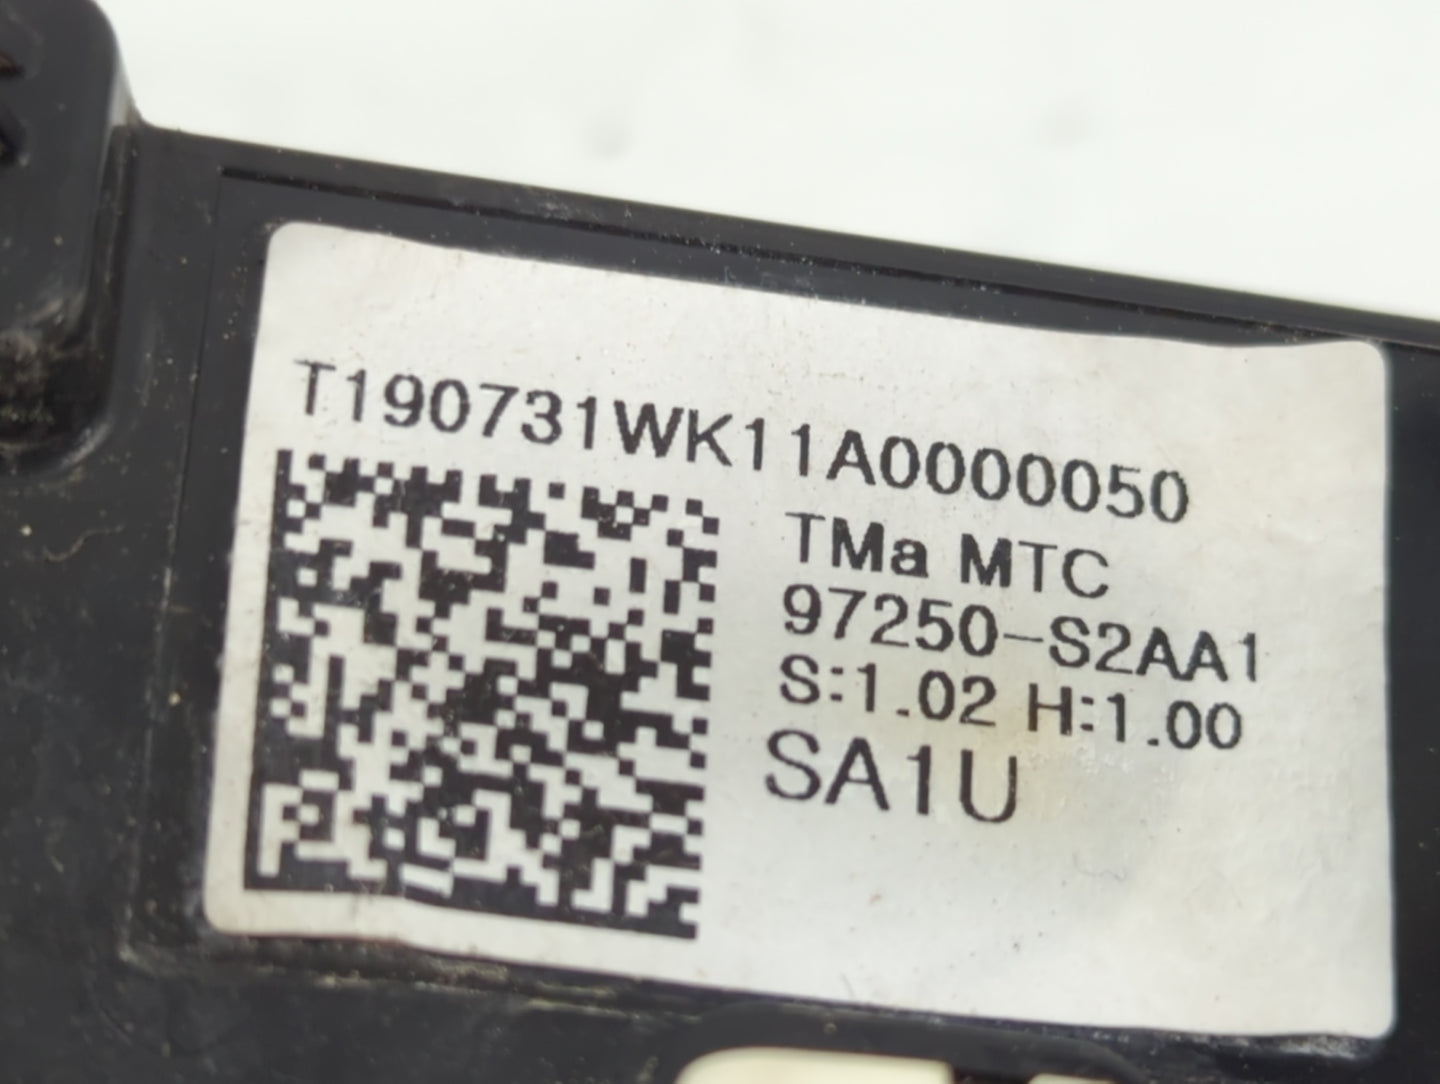 T190731WK11A0000050
TMa MTC
97250-S2AA1
S:1.02 H:1.00
SA1U